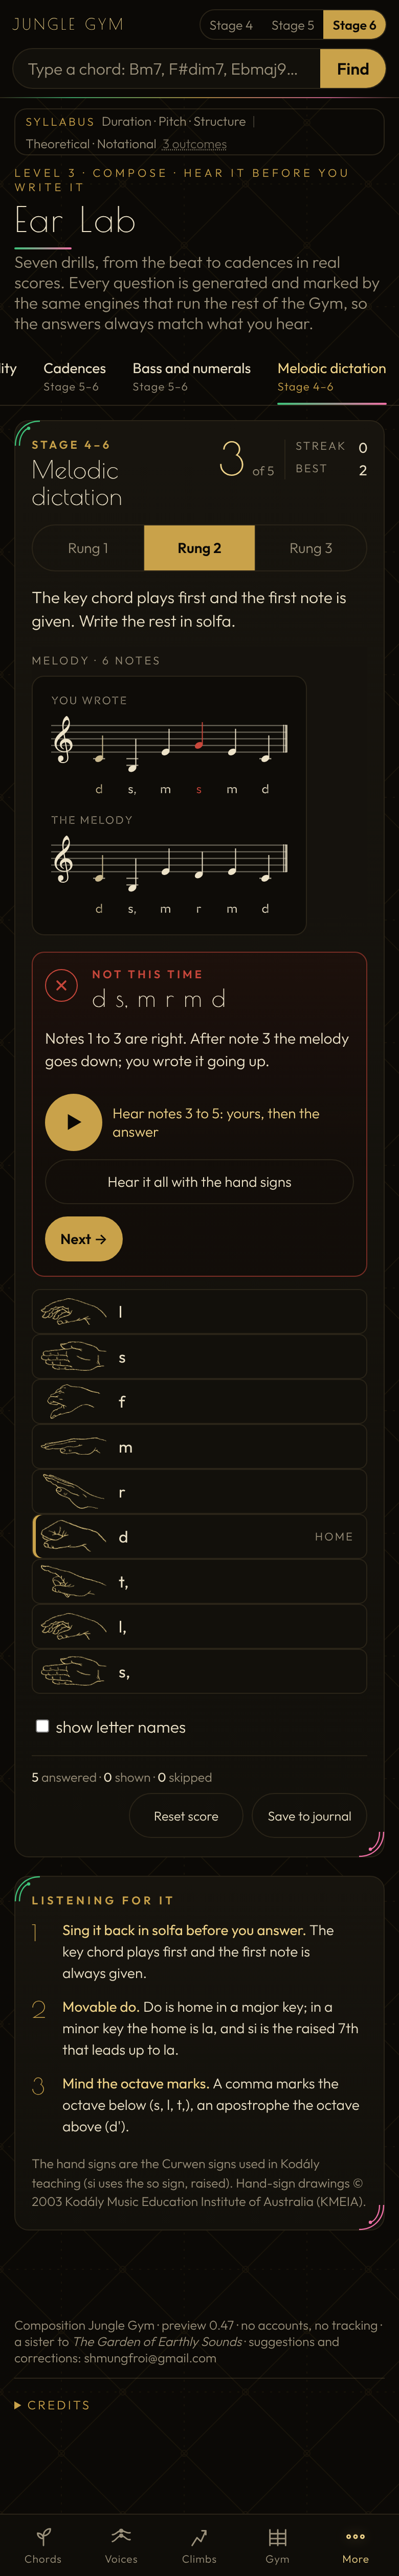 JUNGLE GYM
Stage 4 Stage 5 Stage 6
Type a chord: Bm7, F#dim7, Ebmaj9… Find
SYLLABUS Duration · Pitch · Structure |
Theoretical · Notational 3 outcomes
LEVEL 3 · COMPOSE · HEAR IT BEFORE YOU
WRITE IT
Ear Lab
Seven drills, from the beat to cadences in real
scores. Every question is generated and marked by
the same engines that run the rest of the Gym, so
the answers always match what you hear.
lity Cadences Bass and numerals Melodic dictation
Stage 5–6 Stage 5–6 Stage 4–6
STAGE 4–6
Melodic
dictation
3 of 5
STREAK 0
BEST 2
Rung 1 Rung 2 Rung 3
The key chord plays first and the first note is
given. Write the rest in solfa.
MELODY · 6 NOTES
YOU WROTE
d s, m s m d
THE MELODY
d s, m r m d
NOT THIS TIME
d s, m r m d
Notes 1 to 3 are right. After note 3 the melody
goes down; you wrote it going up.
Hear notes 3 to 5: yours, then the
answer
Hear it all with the hand signs
Next →
l
s
f
m
r
d HOME
t,
l,
s,
show letter names
5 answered · 0 shown · 0 skipped
Reset score Save to journal
LISTENING FOR IT
1 Sing it back in solfa before you answer. The
key chord plays first and the first note is
always given.
2 Movable do. Do is home in a major key; in a
minor key the home is la, and si is the raised 7th
that leads up to la.
3 Mind the octave marks. A comma marks the
octave below (s, l, t,), an apostrophe the octave
above (d').
The hand signs are the Curwen signs used in Kodály
teaching (si uses the so sign, raised). Hand-sign drawings ©
2003 Kodály Music Education Institute of Australia (KMEIA).
Composition Jungle Gym · preview 0.47 · no accounts, no tracking ·
a sister to The Garden of Earthly Sounds · suggestions and
corrections: shmungfroi@gmail.com
CREDITS
Chords Voices Climbs Gym More